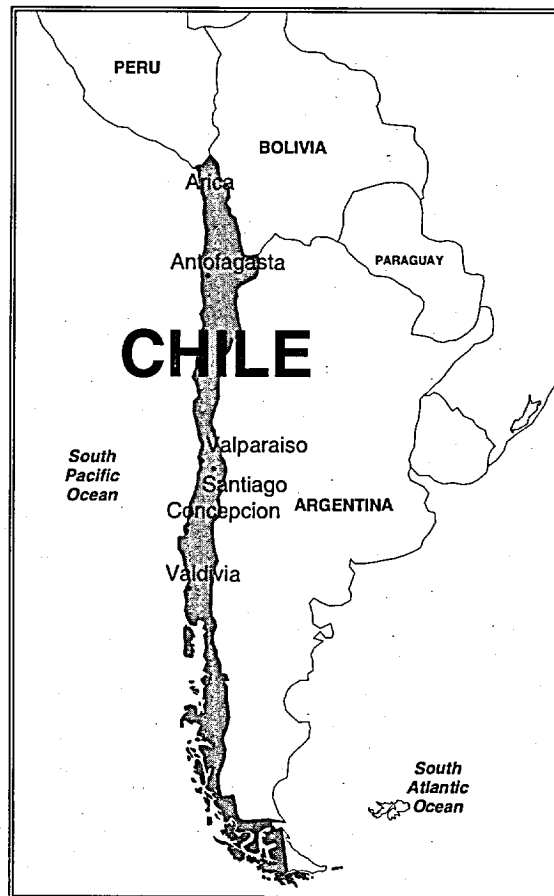 PERU
BOLIVIA
Arica
Antofagasta
PARAGUAY
CHILE
Valparaiso
South
Pacific
Ocean
Santiago
Concepcion
ARGENTINA
Valdivia
South
Atlantic
Ocean